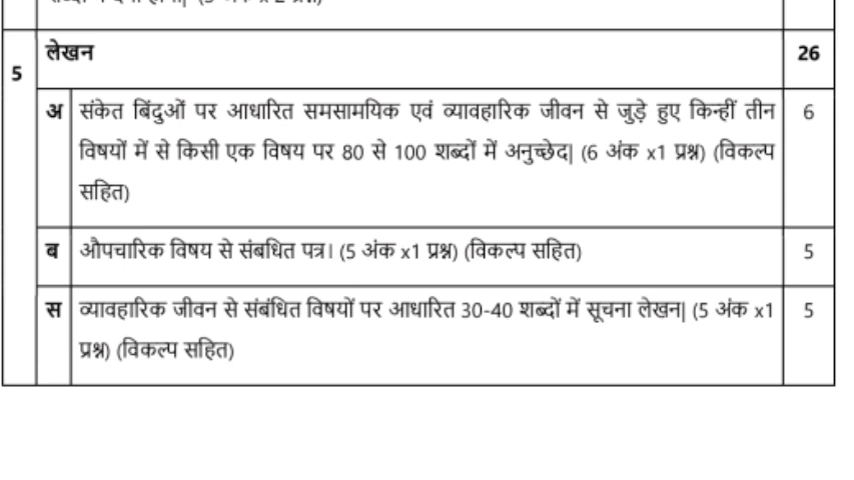 5 लेखन 26
अ संकेत बिंदुओं पर आधारित समसामयिक एवं व्यावहारिक जीवन से जुड़े हुए किन्हीं तीन 6
विषयों में से किसी एक विषय पर 80 से 100 शब्दों में अनुच्छेद| (6 अंक x1 प्रश्न) (विकल्प
सहित)
ब औपचारिक विषय से संबधित पत्र। (5 अंक x1 प्रश्न) (विकल्प सहित) 5
स व्यावहारिक जीवन से संबंधित विषयों पर आधारित 30-40 शब्दों में सूचना लेखन| (5 अंक x1 5
प्रश्न) (विकल्प सहित)